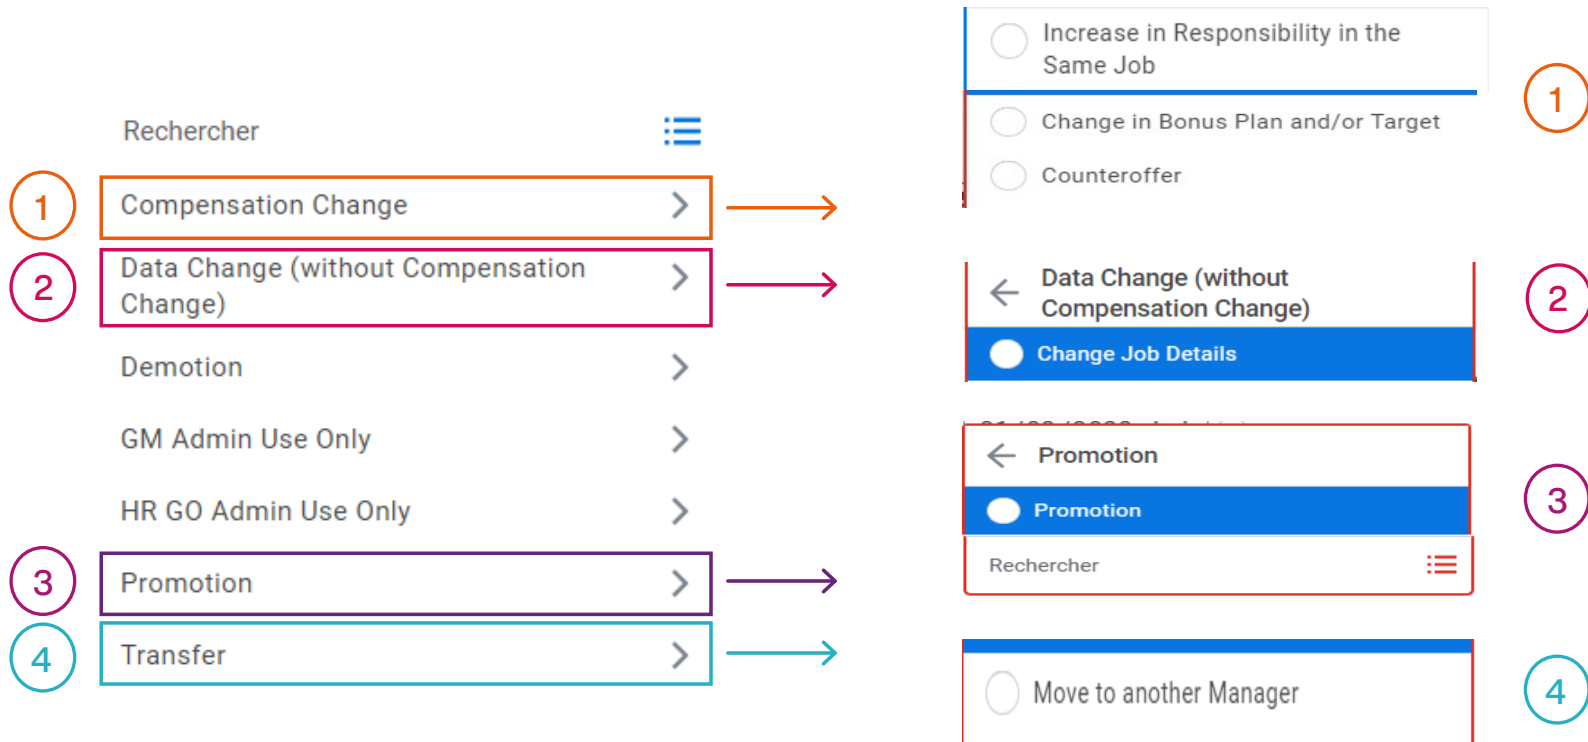 Rechercher
1
Compensation Change
2
Data Change (without Compensation
Change)
Demotion
GM Admin Use Only
HR GO Admin Use Only
3
Promotion
4
Transfer
Increase in Responsibility in the
Same Job
Change in Bonus Plan and/or Target
Counteroffer
1
Data Change (without
Compensation Change)
Change Job Details
2
Promotion
Promotion
Rechercher
3
Move to another Manager
4